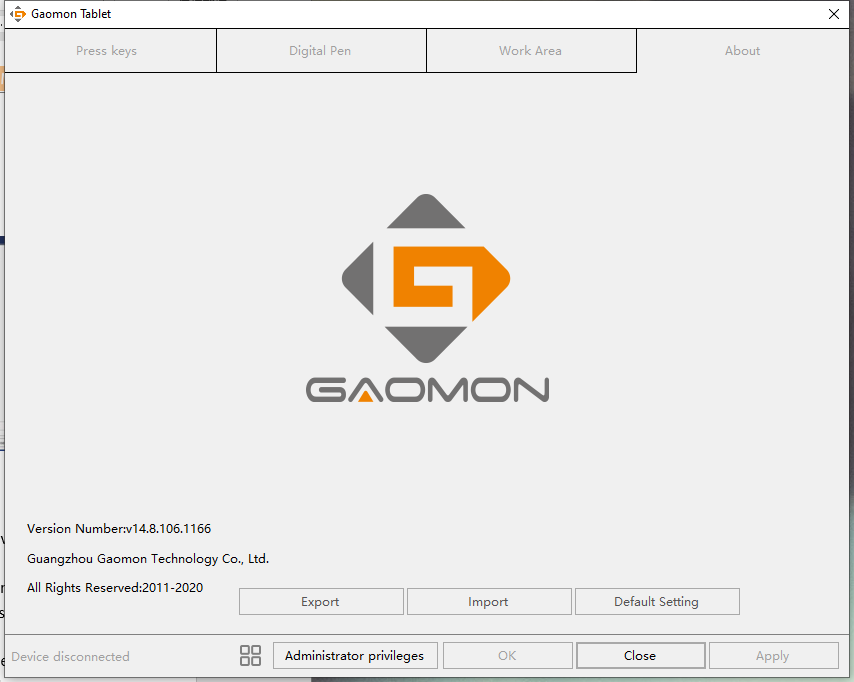 Gaomon Tablet
Press keys
Digital Pen
Work Area
About
GAOMON
Version Number:v14.8.106.1166
Guangzhou Gaomon Technology Co., Ltd.
All Rights Reserved:2011-2020
Export
Import
Default Setting
Device disconnected
Administrator privileges
OK
Close
Apply